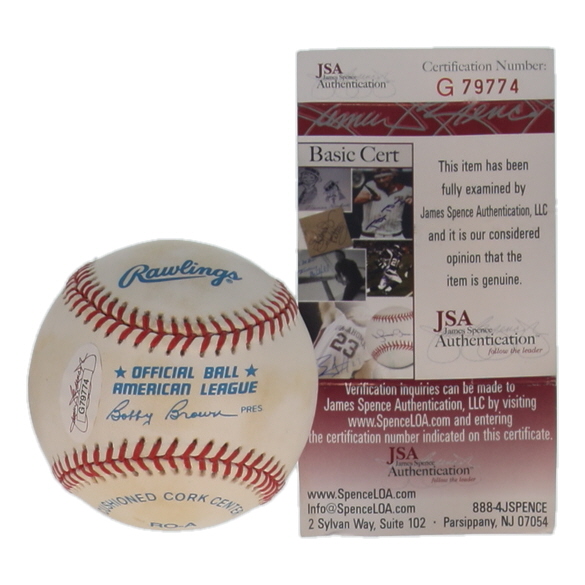 Rawlings
OFFICIAL BALL
AMERICAN LEAGUE
Bobby Brown PRES
G79774
CUSHIONED CORK CENTER
RO-A
JSA
James Spence
Authentication
Certification Number:
G 79774
James Spence
Basic Cert
23
This item has been
fully examined by
James Spence Authentication, LLC
and it is our considered
opinion that the
item is genuine.
JSA
James Spence
Authentication
follow the leader
Verification inquiries can be made to
James Spence Authentication, LLC by visiting
www.SpenceLOA.com and entering
the certification number indicated on this certificate.
JSA
James Spence
Authentication
follow the leader
www.SpenceLOA.com
Info@SpenceLOA.com
888-4JSPENCE
2 Sylvan Way, Suite 102 • Parsippany, NJ 07054